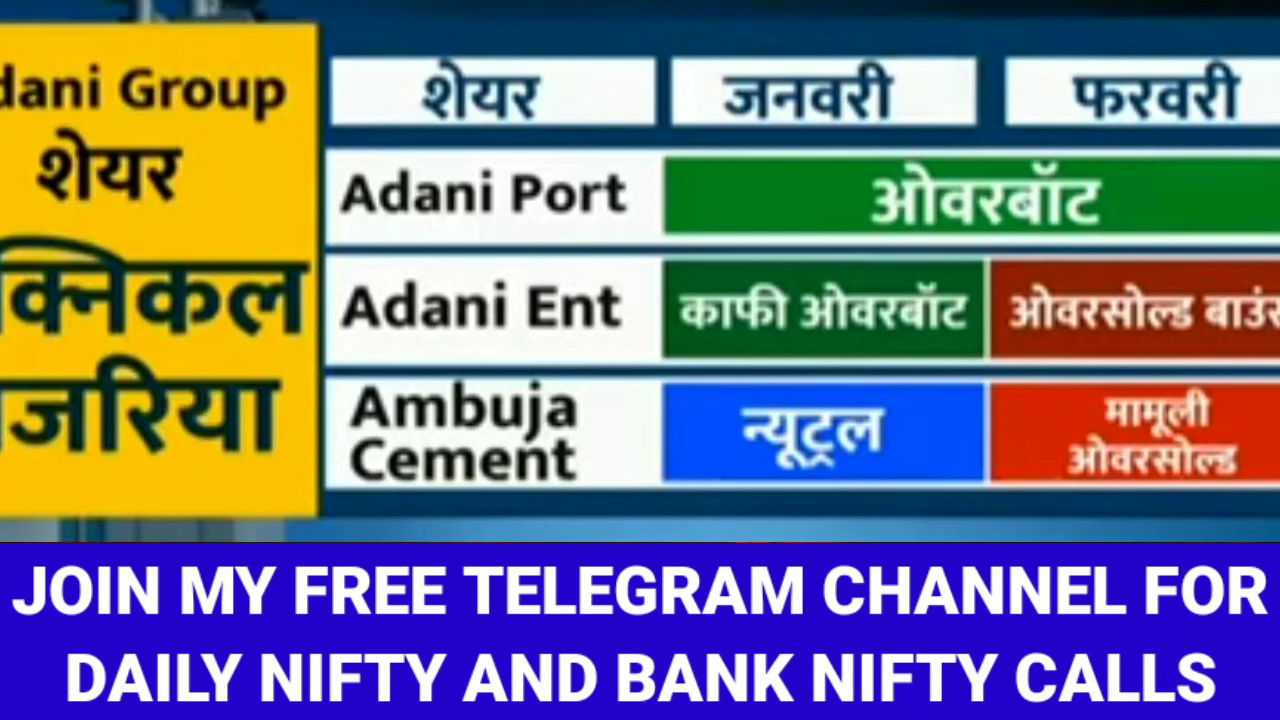 dani Group
शेयर
क्निकल
जरिया
शेयर जनवरी फरवरी
Adani Port ओवरबॉट
Adani Ent काफी ओवरबॉट ओवरसोल्ड
Ambuja Cement न्यूट्रल मामूली ओवरसोल्ड
JOIN MY FREE TELEGRAM CHANNEL FOR
DAILY NIFTY AND BANK NIFTY CALLS